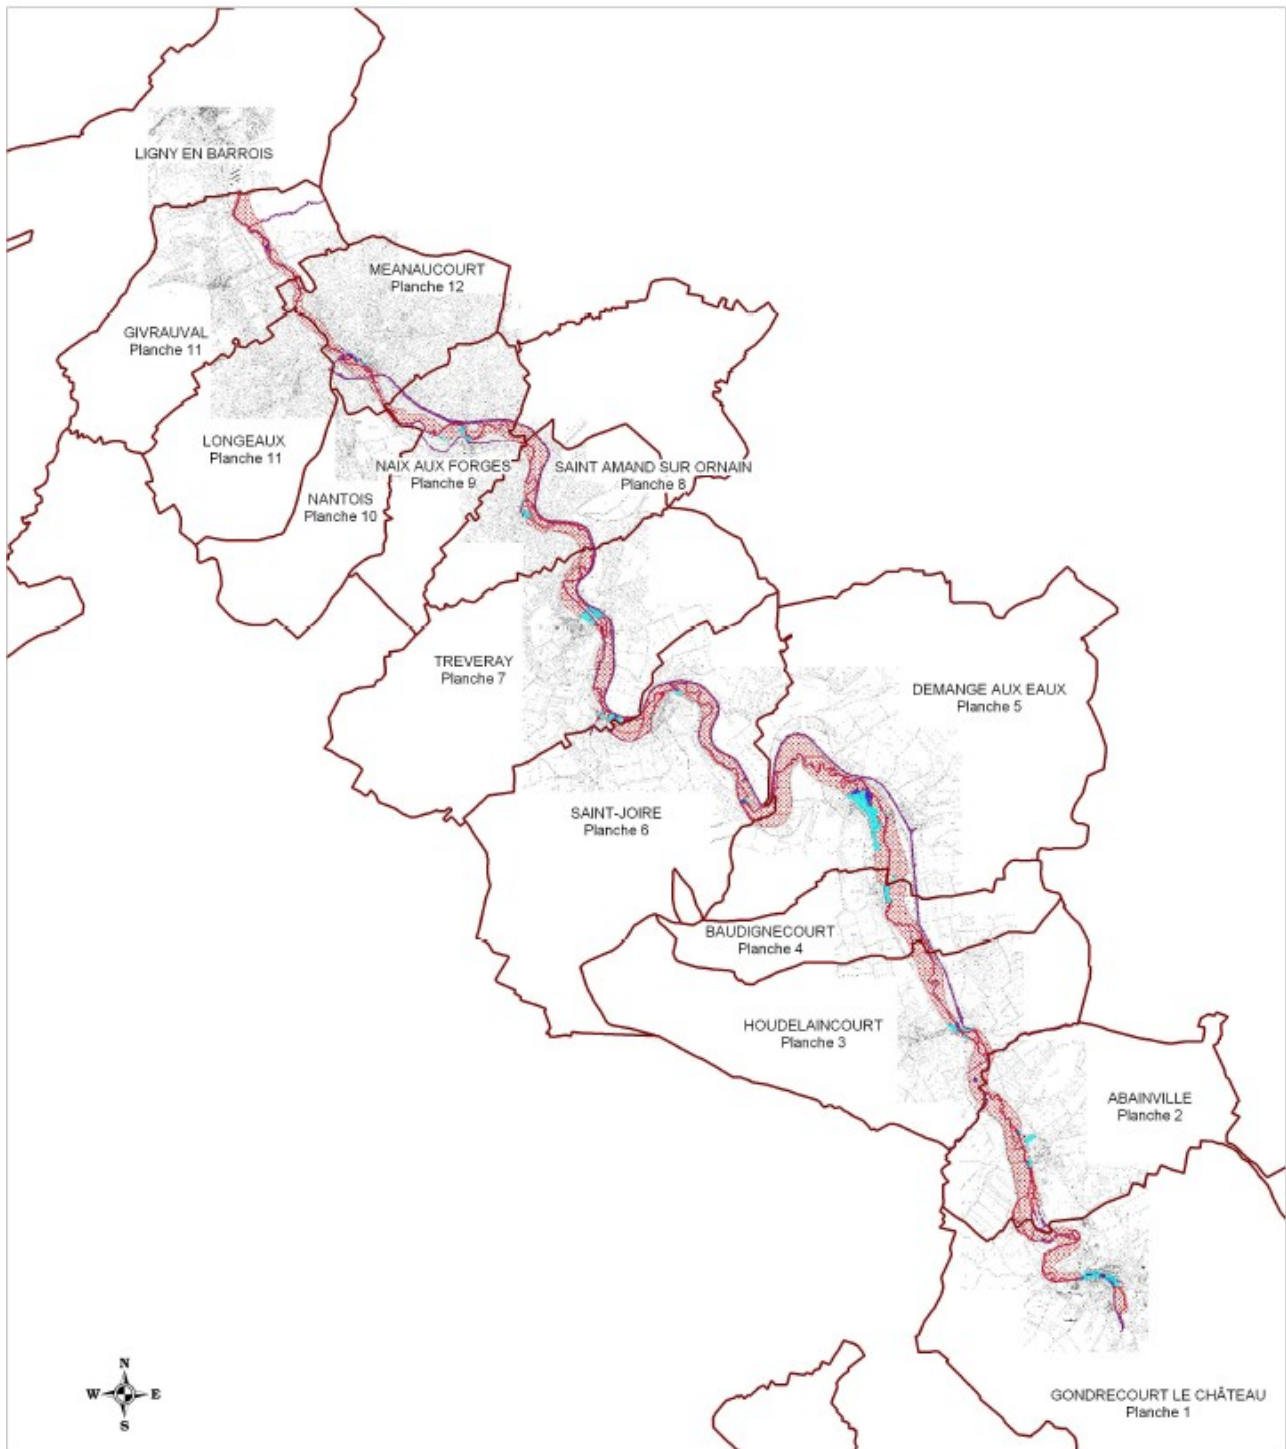 LIGNY EN BARROIS
MEANAUCOURT
Planche 12
GIVRAUVAL
Planche 11
LONGEAUX
Planche 11
NAIX AUX FORGES
Planche 9
SAINT AMAND SUR ORNAIN
Planche 8
NANTOIS
Planche 10
TREVERAY
Planche 7
DEMANGE AUX EAUX
Planche 5
SAINT-JOIRE
Planche 6
BAUDIGNECOURT
Planche 4
HOUDELAINCOURT
Planche 3
ABAINVILLE
Planche 2
GONDRECOURT LE CHÂTEAU
Planche 1
N
W E
S